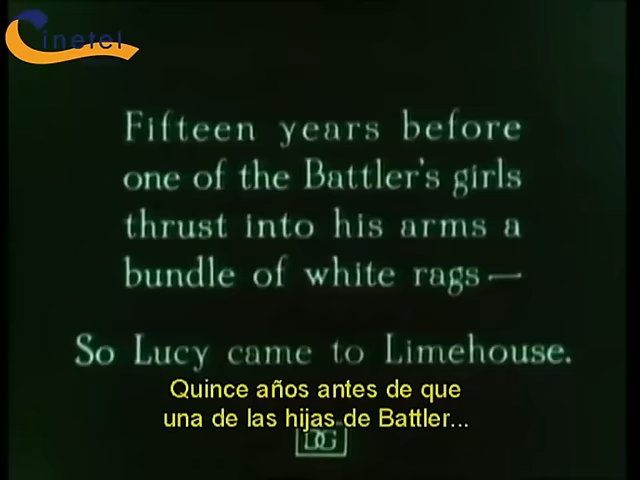 Cinetel
Fifteen years before
one of the Battler's girls
thrust into his arms a
bundle of white rags—
So Lucy came to Limehouse.
Quince años antes de que
una de las hijas de Battler...
DG